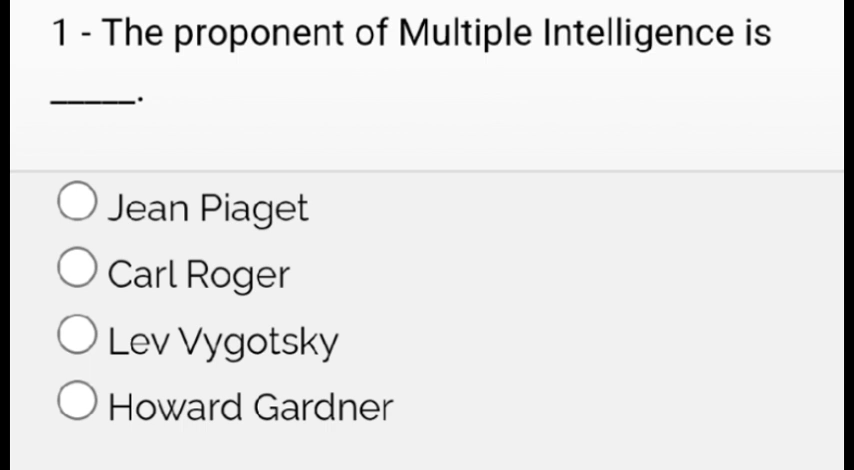 1 - The proponent of Multiple Intelligence is
_____.
Jean Piaget
Carl Roger
Lev Vygotsky
Howard Gardner